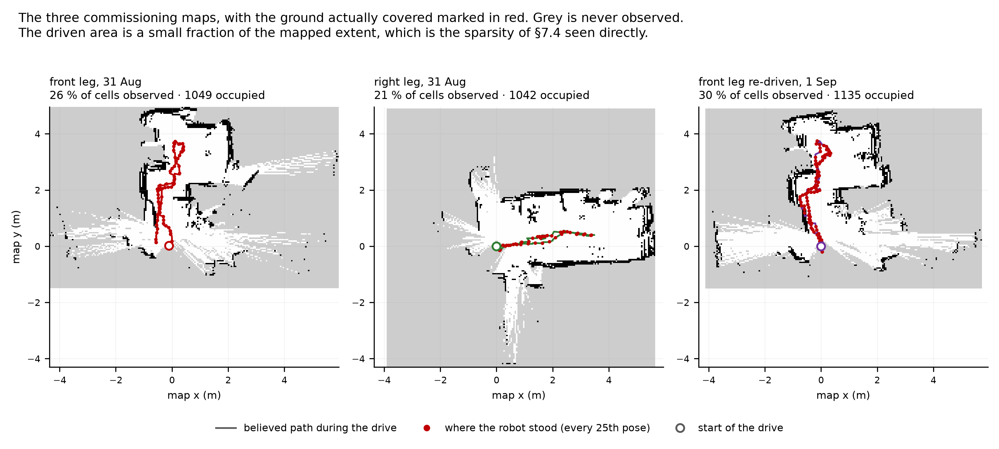 The three commissioning maps, with the ground actually covered marked in red. Grey is never observed.
The driven area is a small fraction of the mapped extent, which is the sparsity of §7.4 seen directly.
front leg, 31 Aug
26 % of cells observed · 1049 occupied
right leg, 31 Aug
21 % of cells observed · 1042 occupied
front leg re-driven, 1 Sep
30 % of cells observed · 1135 occupied
map y (m)
4
2
0
−2
−4
−4 −2 0 2 4
map x (m)
4
2
0
−2
−4
−4 −2 0 2 4
map x (m)
4
2
0
−2
−4
−4 −2 0 2 4
map x (m)
believed path during the drive
where the robot stood (every 25th pose)
start of the drive